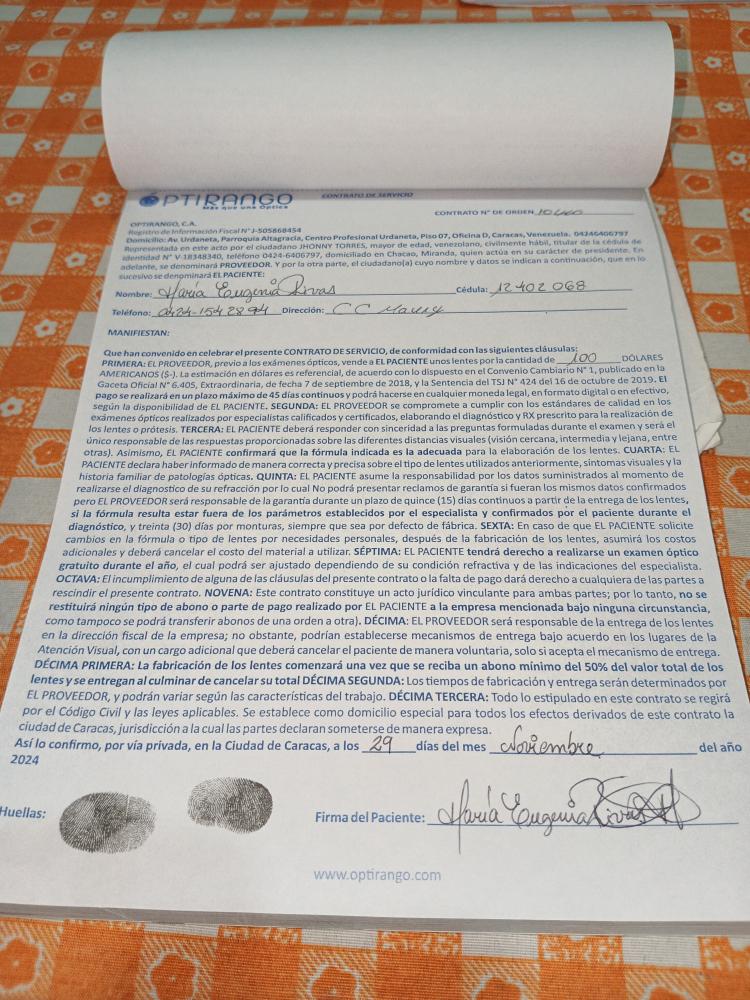 OPTIRANGO
Más que una Óptica
CONTRATO DE SERVICIO
CONTRATO N° DE ORDEN
OPTIRANGO, C.A.
Registro de Información Fiscal N° J-505868454
Domicilio: Av. Urdaneta, Parroquia Altagracia, Centro Profesional Urdaneta, Piso 07, Oficina D, Caracas, Venezuela. 04246406797
Representada en este acto por el ciudadano JHONNY TORRES, mayor de edad, venezolano, civilmente hábil, titular de la cédula de
identidad N° V-18348340, teléfono 0424-6406797, domiciliado en Chacao, Miranda, quien actúa en su carácter de presidente. En
adelante, se denominará PROVEEDOR. Y por la otra parte, el ciudadano(a) cuyo nombre y datos se indican a continuación, que en lo
sucesivo se denominará EL PACIENTE:
Nombre: María Eugenia Rivas Cédula: 12 402 068
Teléfono: 0424-154 28 94 Dirección: CC
MANIFIESTAN:
Que han convenido en celebrar el presente CONTRATO DE SERVICIO, de conformidad con las siguientes cláusulas:
PRIMERA: EL PROVEEDOR, previo a los exámenes ópticos, vende a EL PACIENTE unos lentes por la cantidad de 100 DÓLARES
AMERICANOS ($-). La estimación en dólares es referencial, de acuerdo con lo dispuesto en el Convenio Cambiario N° 1, publicado en la
Gaceta Oficial N° 6.405, Extraordinaria, de fecha 7 de septiembre de 2018, y la Sentencia del TSJ N° 424 del 16 de octubre de 2019. El
pago se realizará en un plazo máximo de 45 días continuos y podrá hacerse en cualquier moneda legal, en formato digital o en efectivo,
según la disponibilidad de EL PACIENTE. SEGUNDA: EL PROVEEDOR se compromete a cumplir con los estándares de calidad en los
exámenes ópticos realizados por especialistas calificados y certificados, elaborando el diagnóstico y RX prescrito para la realización de
los lentes o prótesis. TERCERA: EL PACIENTE deberá responder con sinceridad a las preguntas formuladas durante el examen y será el
único responsable de las respuestas proporcionadas sobre las diferentes distancias visuales (visión cercana, intermedia y lejana, entre
otras). Asimismo, EL PACIENTE confirmará que la fórmula indicada es la adecuada para la elaboración de los lentes. CUARTA: EL
PACIENTE declara haber informado de manera correcta y precisa sobre el tipo de lentes utilizados anteriormente, síntomas visuales y la
historia familiar de patologías ópticas. QUINTA: EL PACIENTE asume la responsabilidad por los datos suministrados al momento de
realizarse el diagnostico de su refracción por lo cual No podrá presentar reclamos de garantía si fueran los mismos datos confirmados
pero EL PROVEEDOR será responsable de la garantía durante un plazo de quince (15) días continuos a partir de la entrega de los lentes,
si la fórmula resulta estar fuera de los parámetros establecidos por el especialista y confirmados por el paciente durante el
diagnóstico, y treinta (30) días por monturas, siempre que sea por defecto de fábrica. SEXTA: En caso de que EL PACIENTE solicite
cambios en la fórmula o tipo de lentes por necesidades personales, después de la fabricación de los lentes, asumirá los costos
adicionales y deberá cancelar el costo del material a utilizar. SÉPTIMA: EL PACIENTE tendrá derecho a realizarse un examen óptico
gratuito durante el año, el cual podrá ser ajustado dependiendo de su condición refractiva y de las indicaciones del especialista.
OCTAVA: El incumplimiento de alguna de las cláusulas del presente contrato o la falta de pago dará derecho a cualquiera de las partes a
rescindir el presente contrato. NOVENA: Este contrato constituye un acto jurídico vinculante para ambas partes; por lo tanto, no se
restituirá ningún tipo de abono o parte de pago realizado por EL PACIENTE a la empresa mencionada bajo ninguna circunstancia,
como tampoco se podrá transferir abonos de una orden a otra). DÉCIMA: EL PROVEEDOR será responsable de la entrega de los lentes
en la dirección fiscal de la empresa; no obstante, podrían establecerse mecanismos de entrega bajo acuerdo en los lugares de la
Atención Visual, con un cargo adicional que deberá cancelar el paciente de manera voluntaria, solo si acepta el mecanismo de entrega.
DÉCIMA PRIMERA: La fabricación de los lentes comenzará una vez que se reciba un abono mínimo del 50% del valor total de los
lentes y se entregan al culminar de cancelar su total DÉCIMA SEGUNDA: Los tiempos de fabricación y entrega serán determinados por
EL PROVEEDOR, y podrán variar según las características del trabajo. DÉCIMA TERCERA: Todo lo estipulado en este contrato se regirá
por el Código Civil y las leyes aplicables. Se establece como domicilio especial para todos los efectos derivados de este contrato la
ciudad de Caracas, jurisdicción a la cual las partes declaran someterse de manera expresa.
Así lo confirmo, por vía privada, en la Ciudad de Caracas, a los 29 días del mes Noviembre del año
2024
Huellas:
Firma del Paciente: María Eugenia Rivas
www.optirango.com